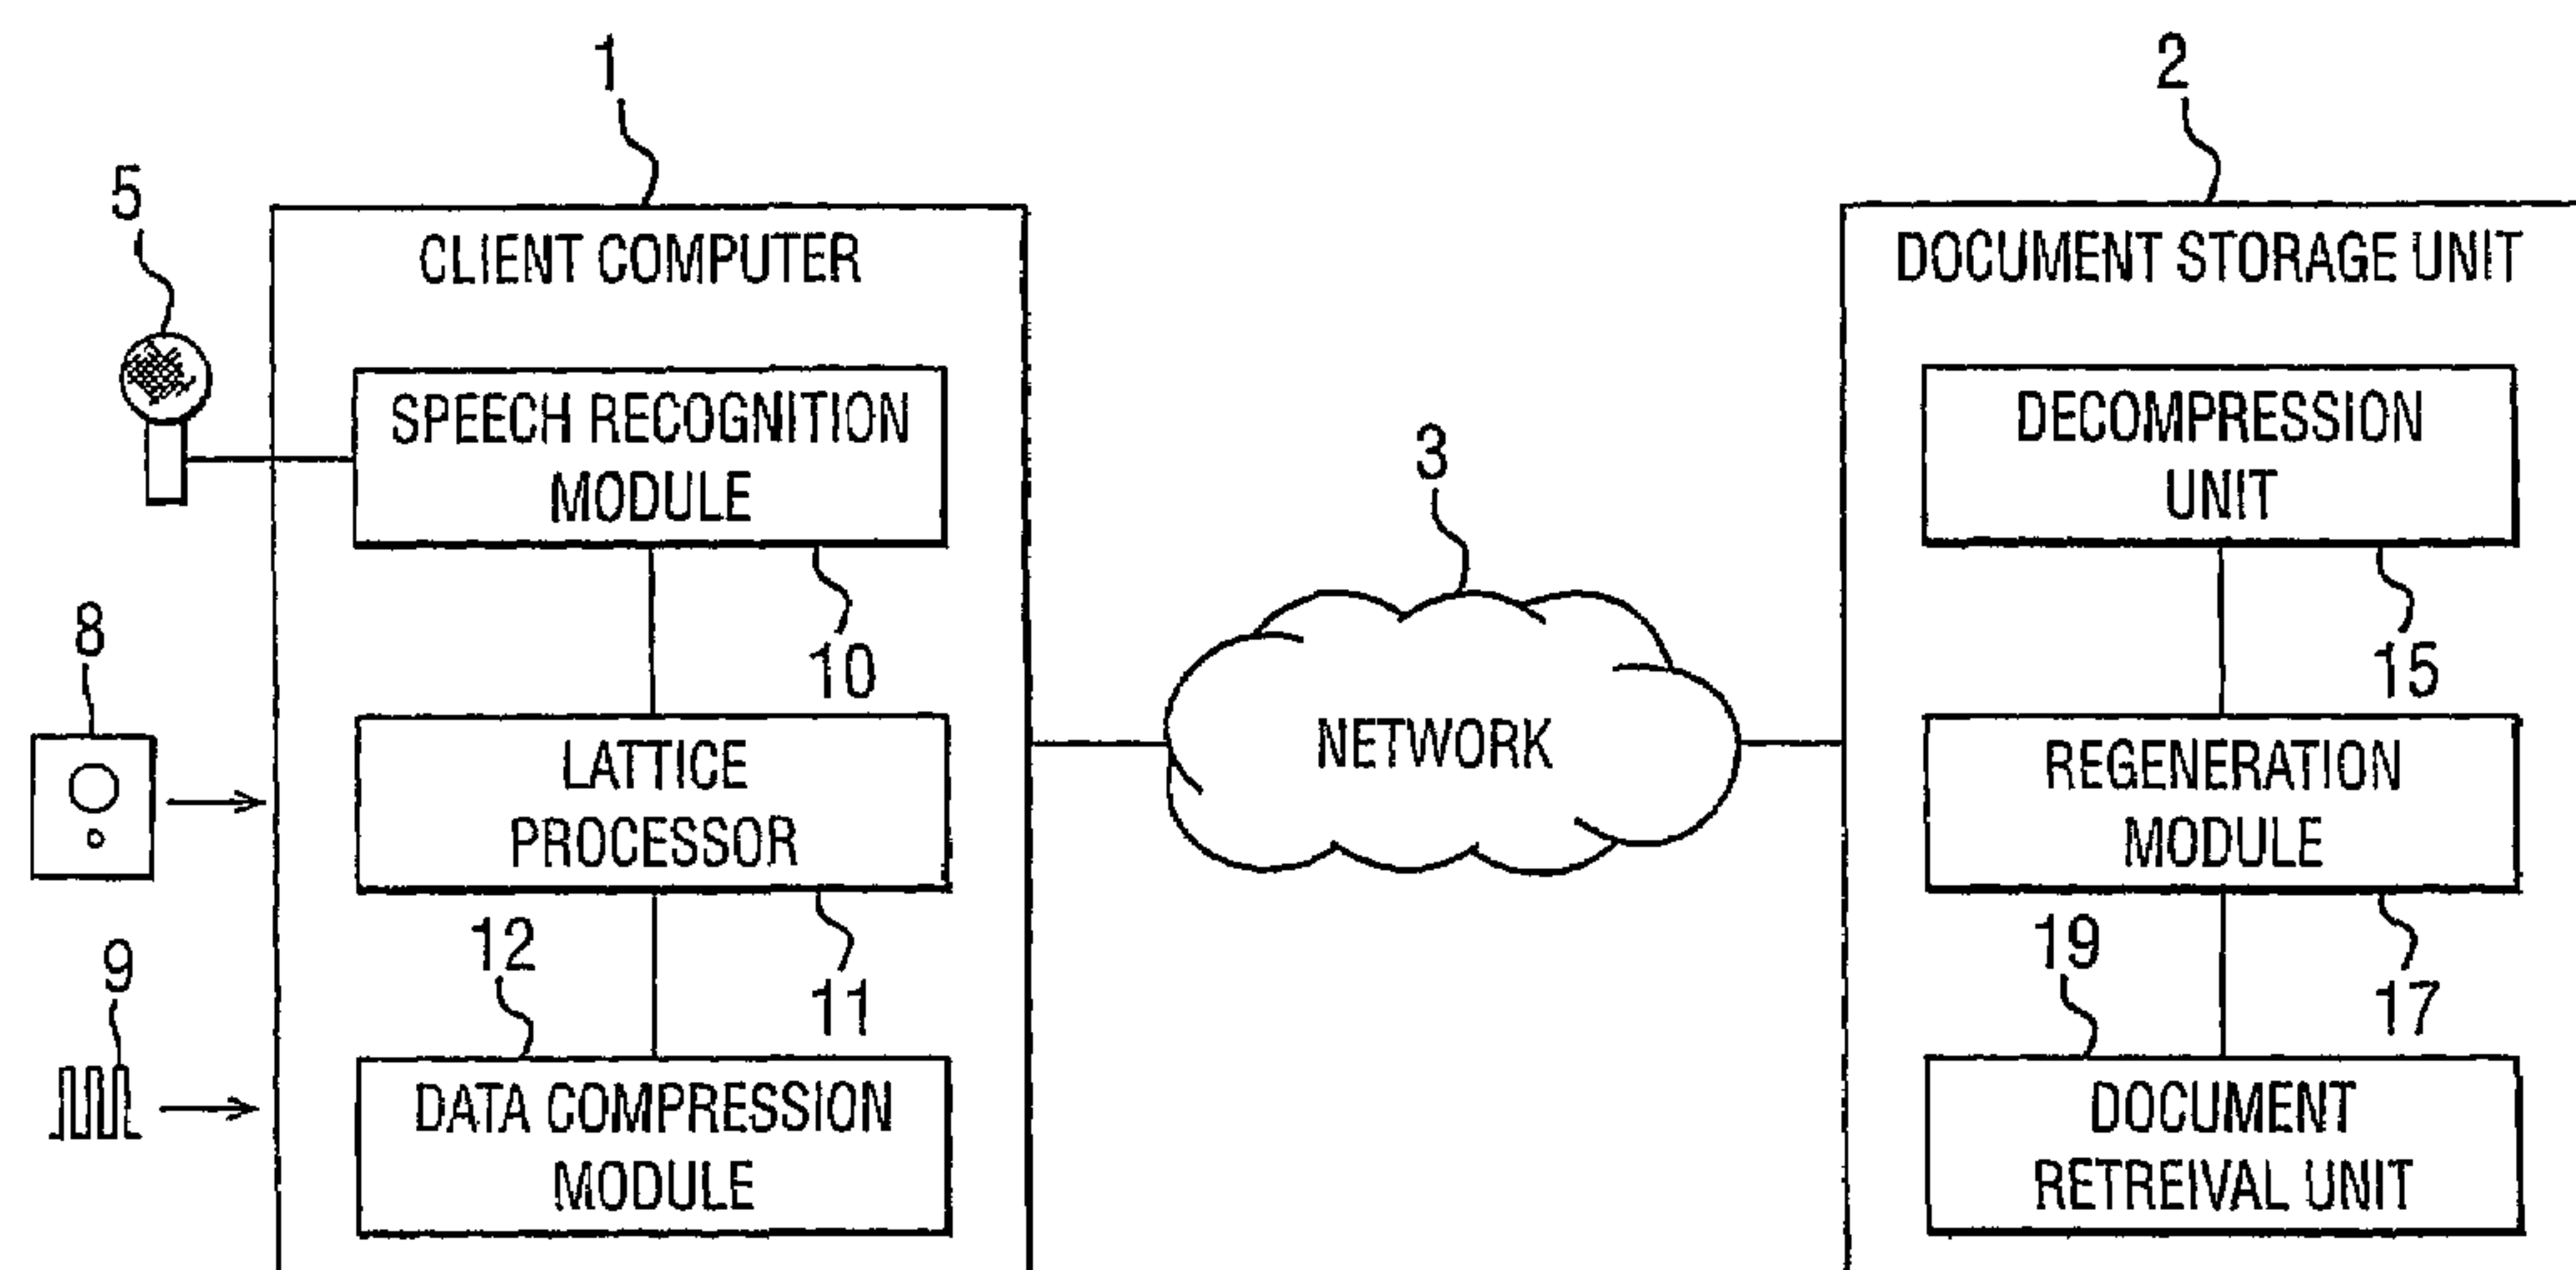 1
2
5
CLIENT COMPUTER
DOCUMENT STORAGE UNIT
SPEECH RECOGNITION
MODULE
DECOMPRESSION
UNIT
3
8
10
15
LATTICE
PROCESSOR
NETWORK
REGENERATION
MODULE
12
19
9
11
17
DATA COMPRESSION
MODULE
DOCUMENT
RETREIVAL UNIT